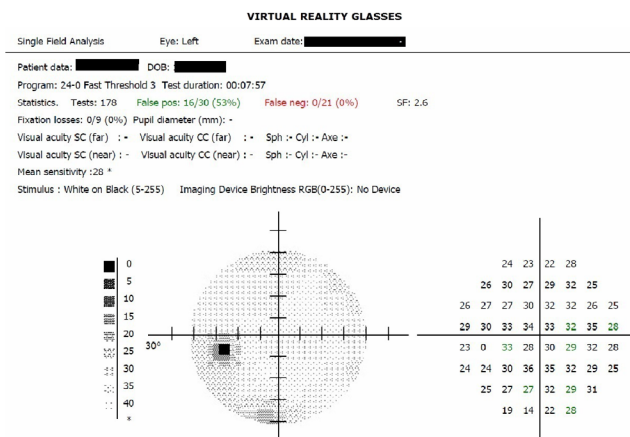 VIRTUAL REALITY GLASSES
Single Field Analysis Eye: Left Exam date:
Patient data: DOB:
Program: 24-0 Fast Threshold 3 Test duration: 00:07:57
Statistics. Tests: 178 False pos: 16/30 (53%) False neg: 0/21 (0%) SF: 2.6
Fixation losses: 0/9 (0%) Pupil diameter (mm): -
Visual acuity SC (far) : - Visual acuity CC (far) : - Sph :- Cyl :- Axe :-
Visual acuity SC (near) : - Visual acuity CC (near) : - Sph :- Cyl :- Axe :-
Mean sensitivity :28 *
Stimulus : White on Black (5-255) Imaging Device Brightness RGB(0-255): No Device
0
5
10
15
20
25
30
35
40
*
30°
24 23 22 28
26 30 27 29 32 25
26 27 27 30 32 32 26 25
29 30 33 34 33 32 35 28
23 0 33 28 30 29 32 28
24 24 30 36 35 32 29 25
25 27 27 32 29 31
19 14 22 28